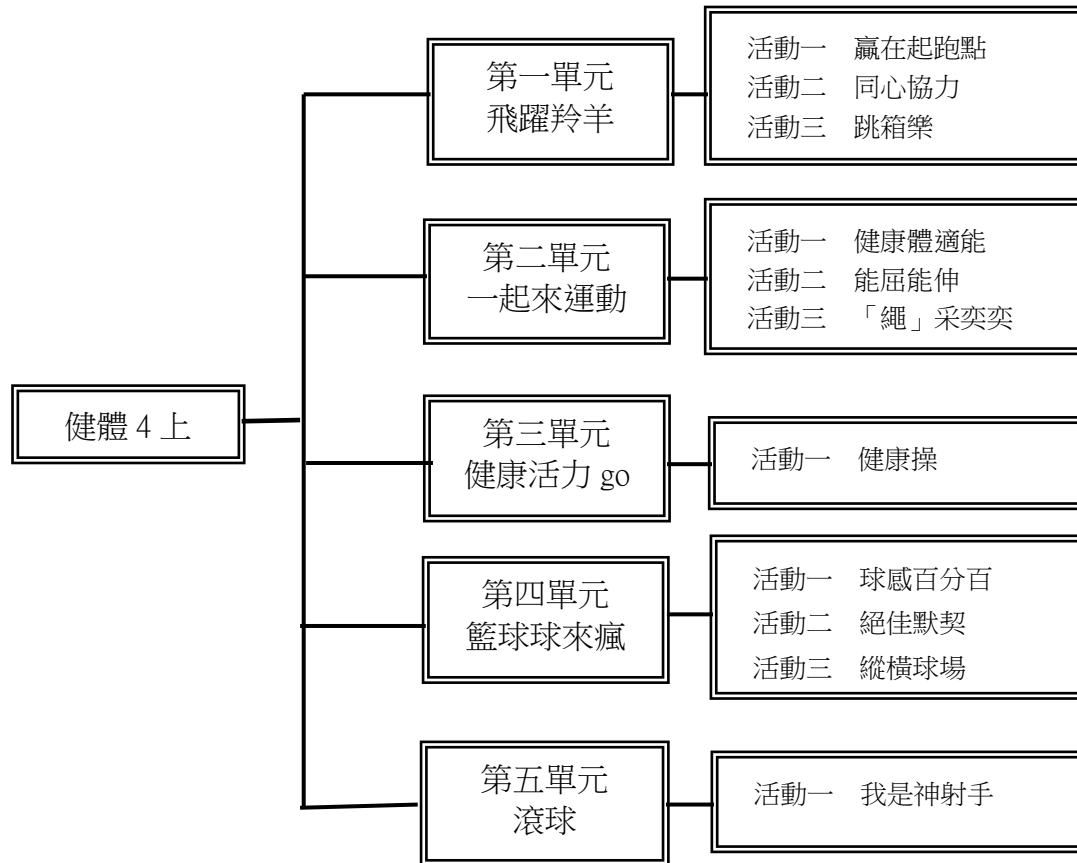 健體 4 上
第一單元
飛躍羚羊
活動一　贏在起跑點
活動二　同心協力
活動三　跳箱樂
第二單元
一起來運動
活動一　健康體適能
活動二　能屈能伸
活動三　「繩」采奕奕
第三單元
健康活力 go
活動一　健康操
第四單元
籃球球來瘋
活動一　球感百分百
活動二　絕佳默契
活動三　縱橫球場
第五單元
滾球
活動一　我是神射手